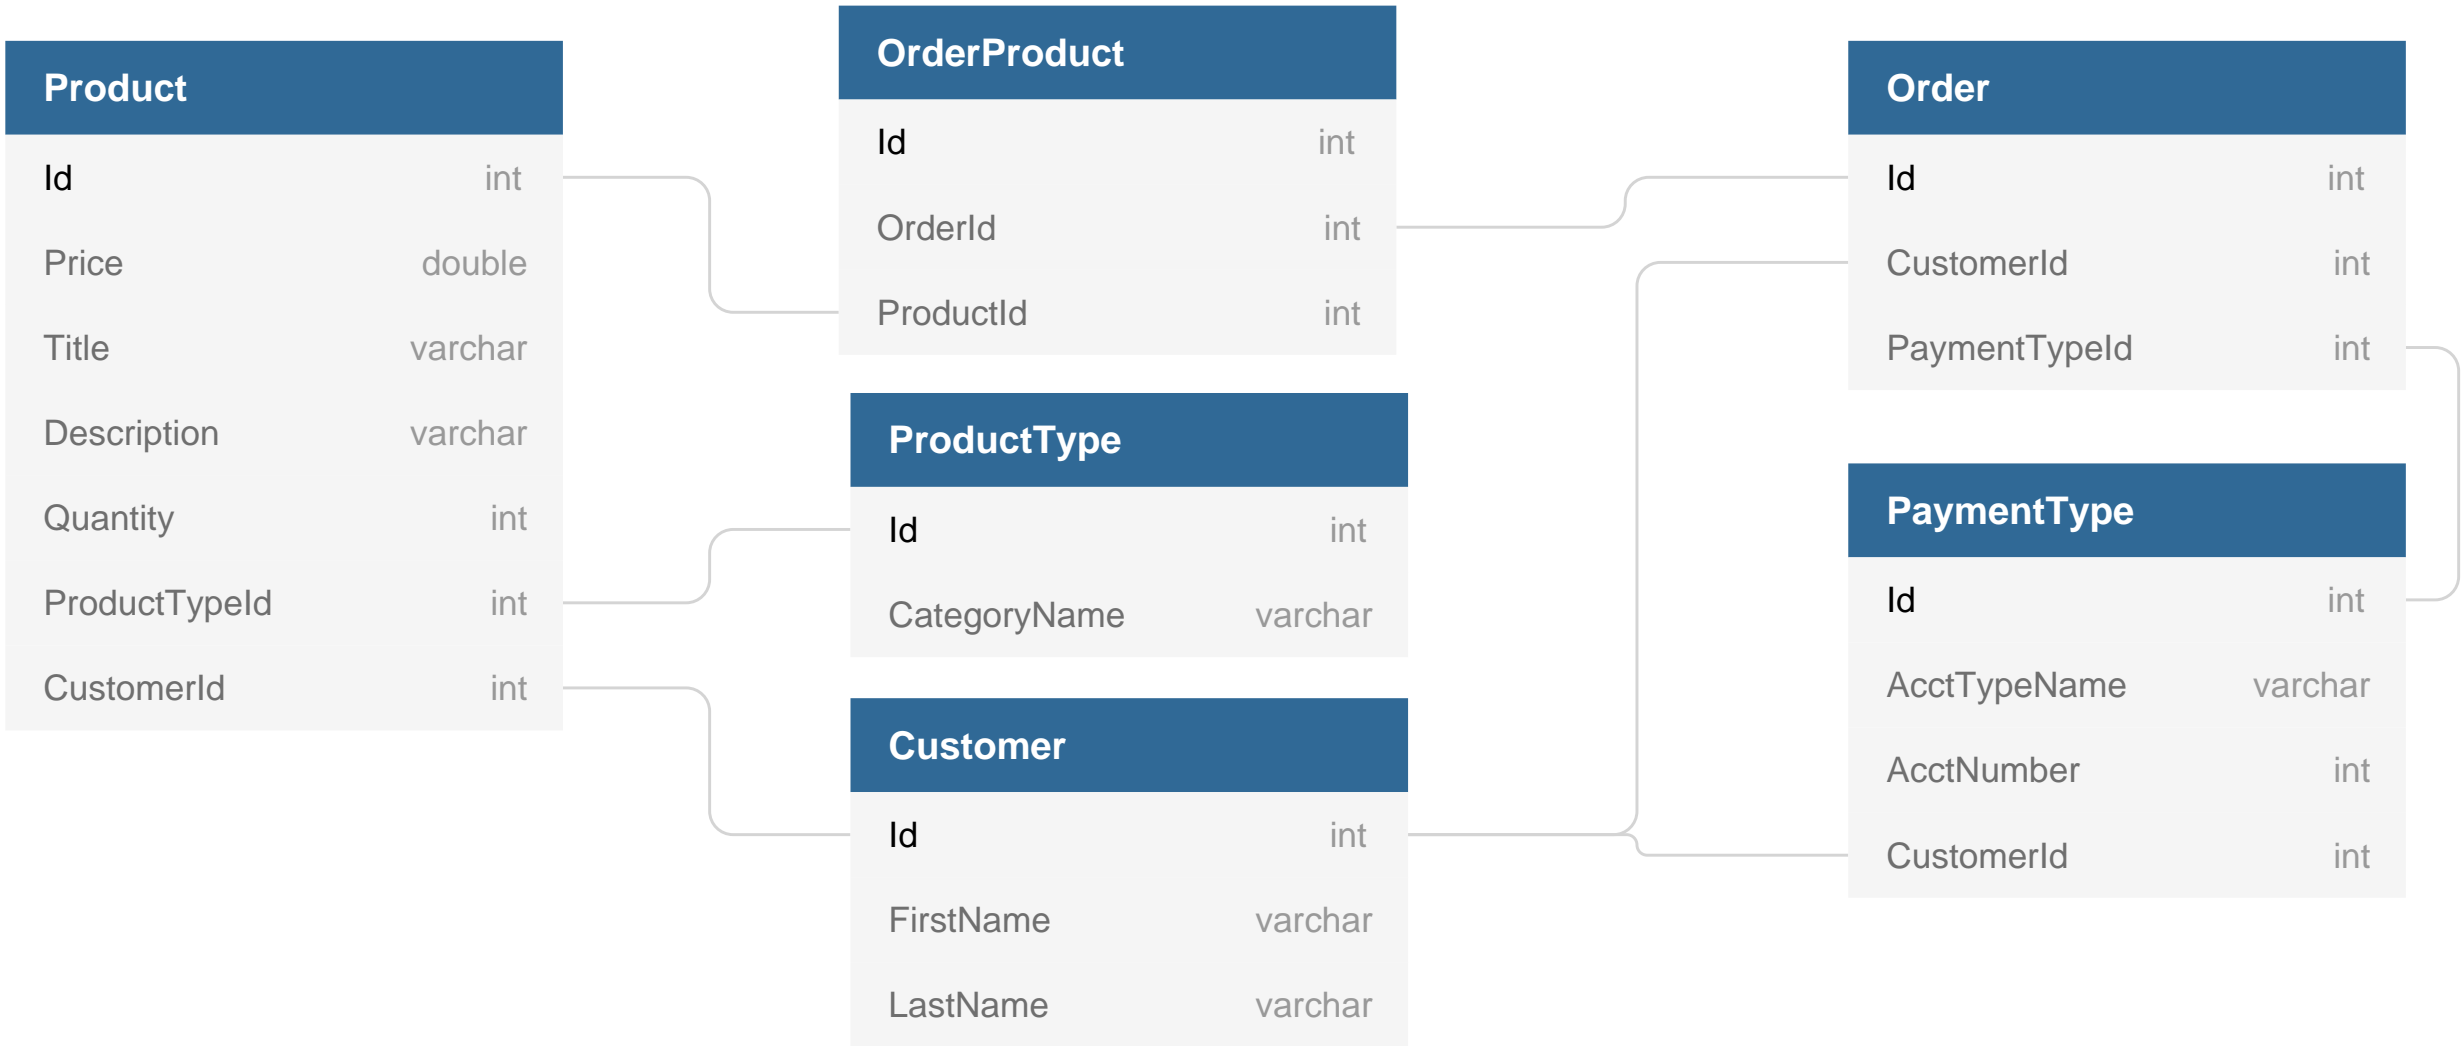 Product
Id int
Price double
Title varchar
Description varchar
Quantity int
ProductTypeId int
CustomerId int
OrderProduct
Id int
OrderId int
ProductId int
ProductType
Id int
CategoryName varchar
Customer
Id int
FirstName varchar
LastName varchar
Order
Id int
CustomerId int
PaymentTypeId int
PaymentType
Id int
AcctTypeName varchar
AcctNumber int
CustomerId int